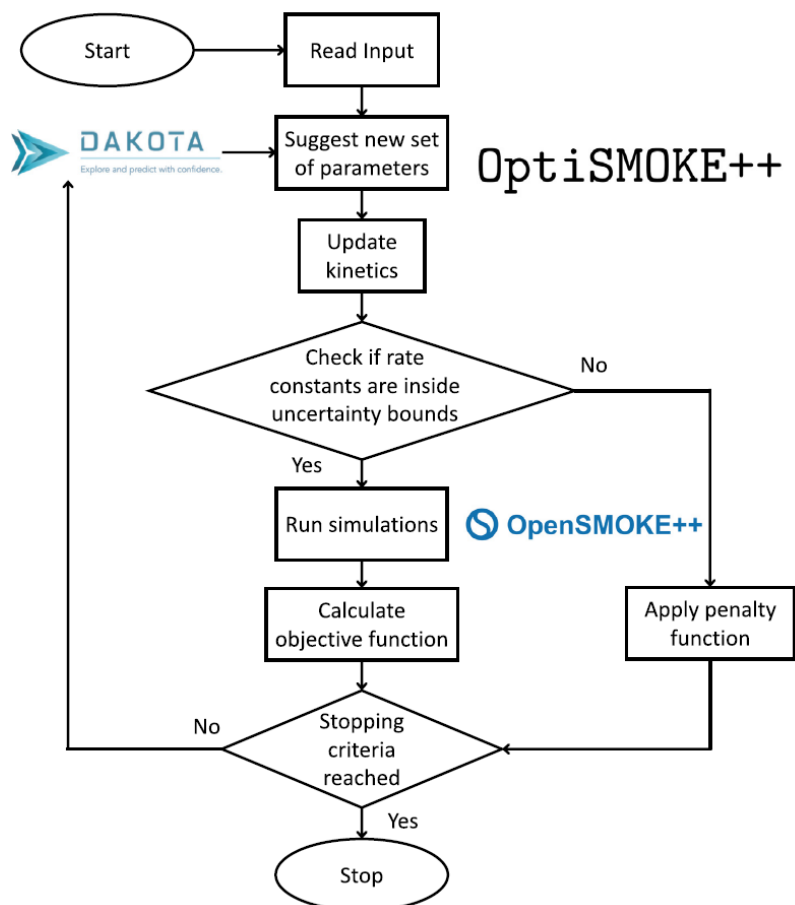 Start
Read Input
DAKOTA
Explore and predict with confidence.
Suggest new set
of parameters
OptiSMOKE++
Update
kinetics
Check if rate
constants are inside
uncertainty bounds
No
Yes
Run simulations
OpenSMOKE++
Calculate
objective function
Apply penalty
function
No
Stopping
criteria
reached
Yes
Stop